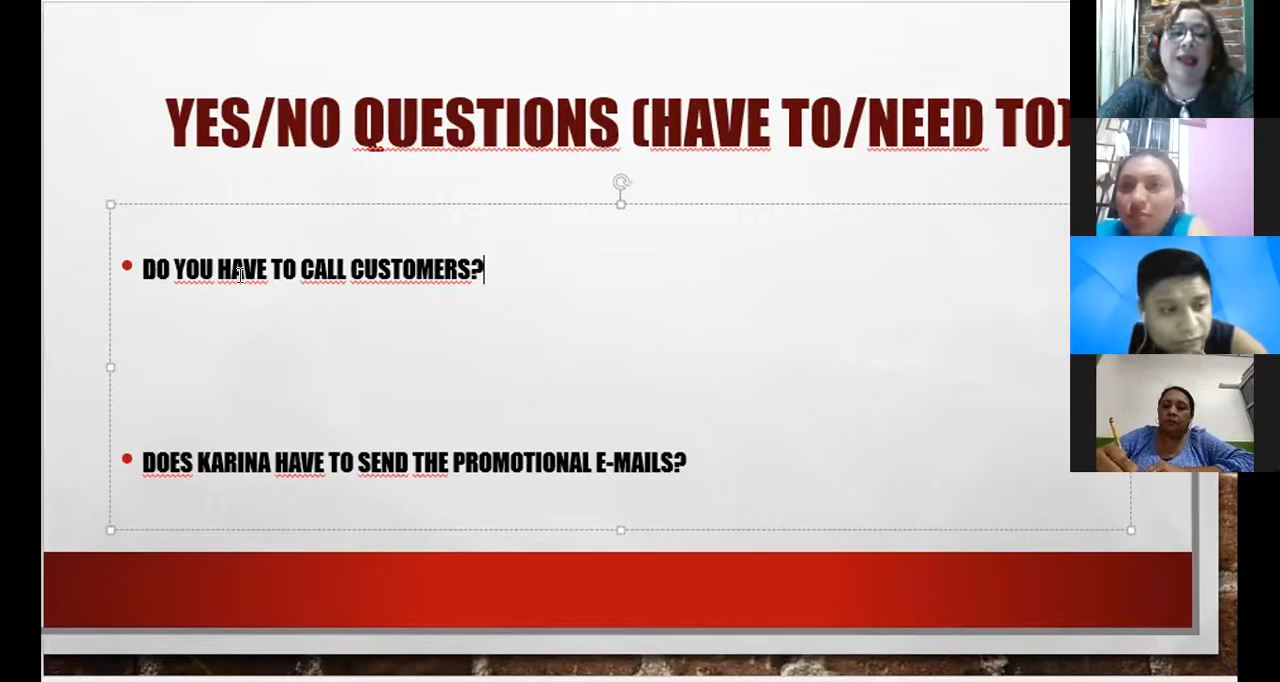 YES/NO QUESTIONS (HAVE TO/NEED TO)
DO YOU HAVE TO CALL CUSTOMERS?
DOES KARINA HAVE TO SEND THE PROMOTIONAL E-MAILS?